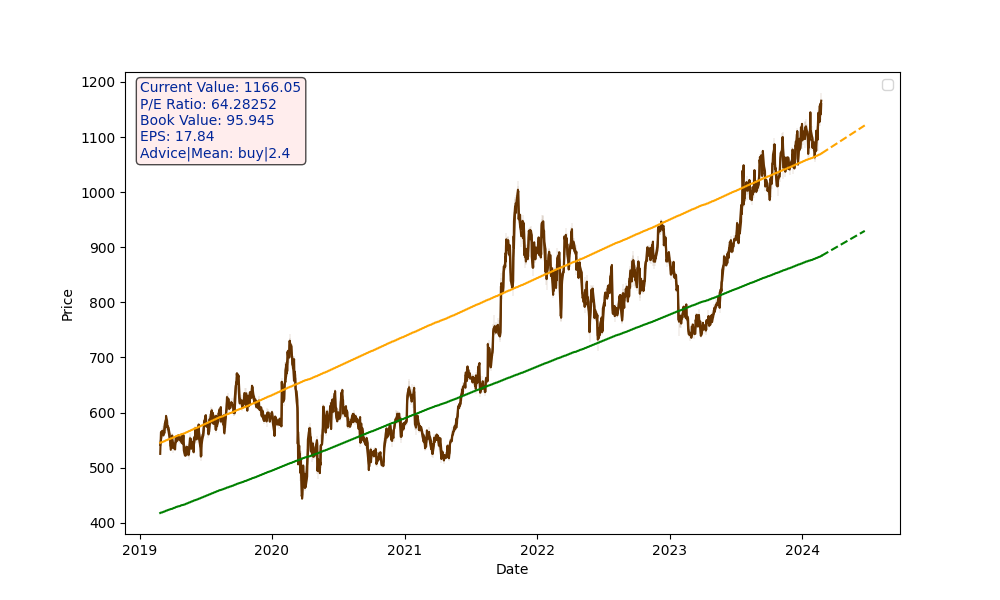 Current Value: 1166.05
P/E Ratio: 64.28252
Book Value: 95.945
EPS: 17.84
Advice|Mean: buy|2.4
1200
1100
1000
900
800
700
600
500
400
Price
2019 2020 2021 2022 2023 2024
Date